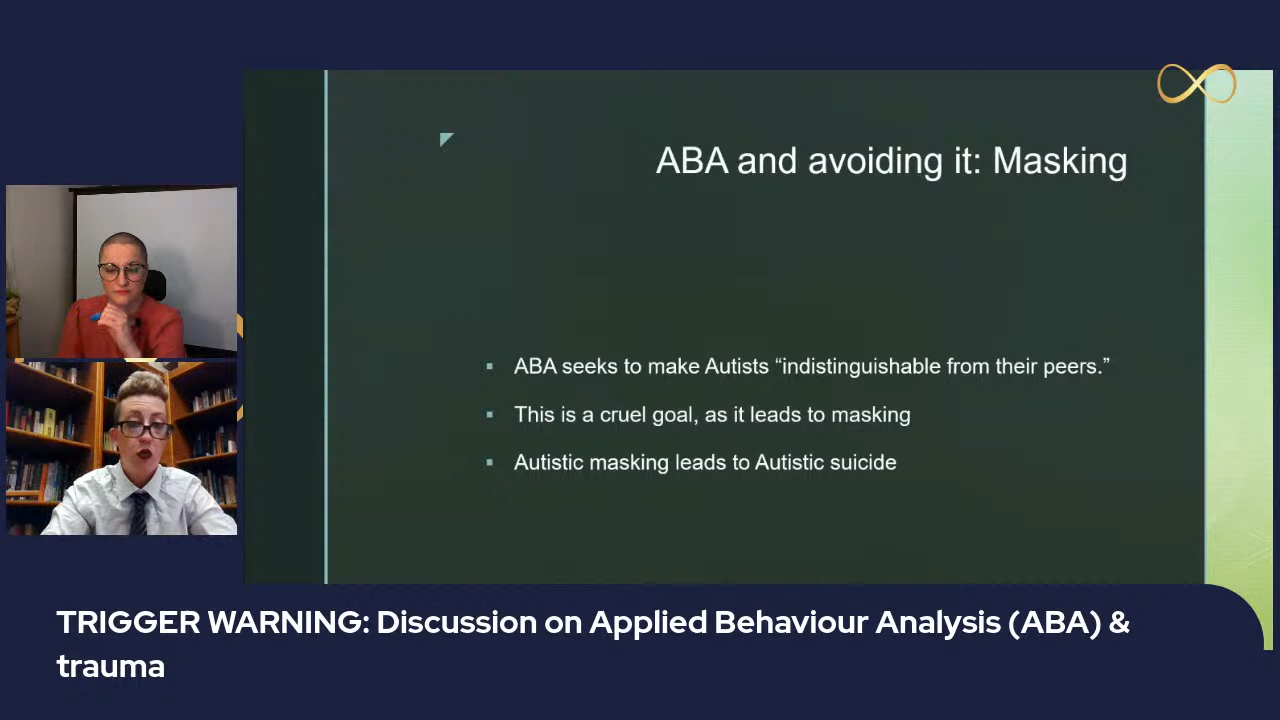 ABA and avoiding it: Masking
ABA seeks to make Autists “indistinguishable from their peers.”
This is a cruel goal, as it leads to masking
Autistic masking leads to Autistic suicide
TRIGGER WARNING: Discussion on Applied Behaviour Analysis (ABA) &
trauma